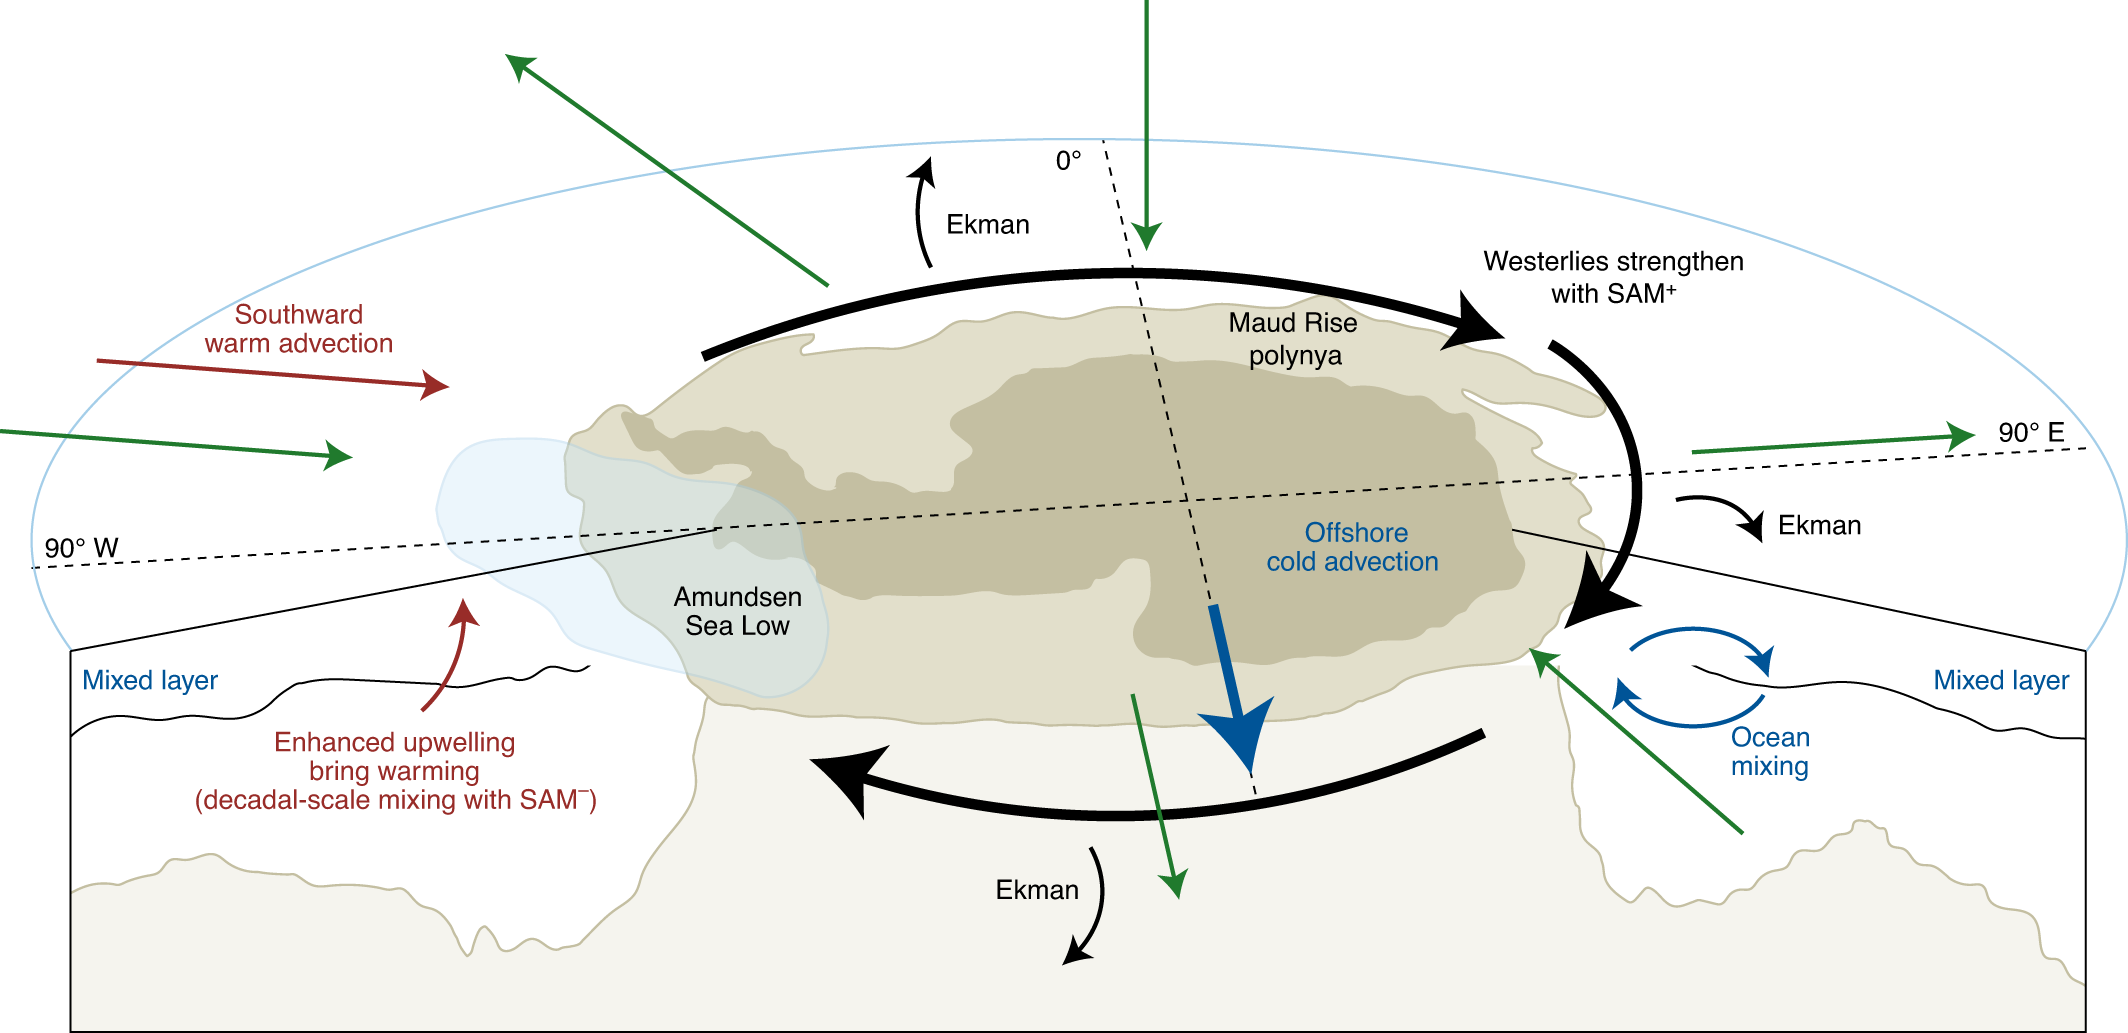 0°
Ekman
Westerlies strengthen
with SAM⁺
Southward
warm advection
Maud Rise
polynya
90° E
90° W
Offshore
cold advection
Ekman
Amundsen
Sea Low
Mixed layer
Mixed layer
Enhanced upwelling
bring warming
(decadal-scale mixing with SAM⁻)
Ocean
mixing
Ekman